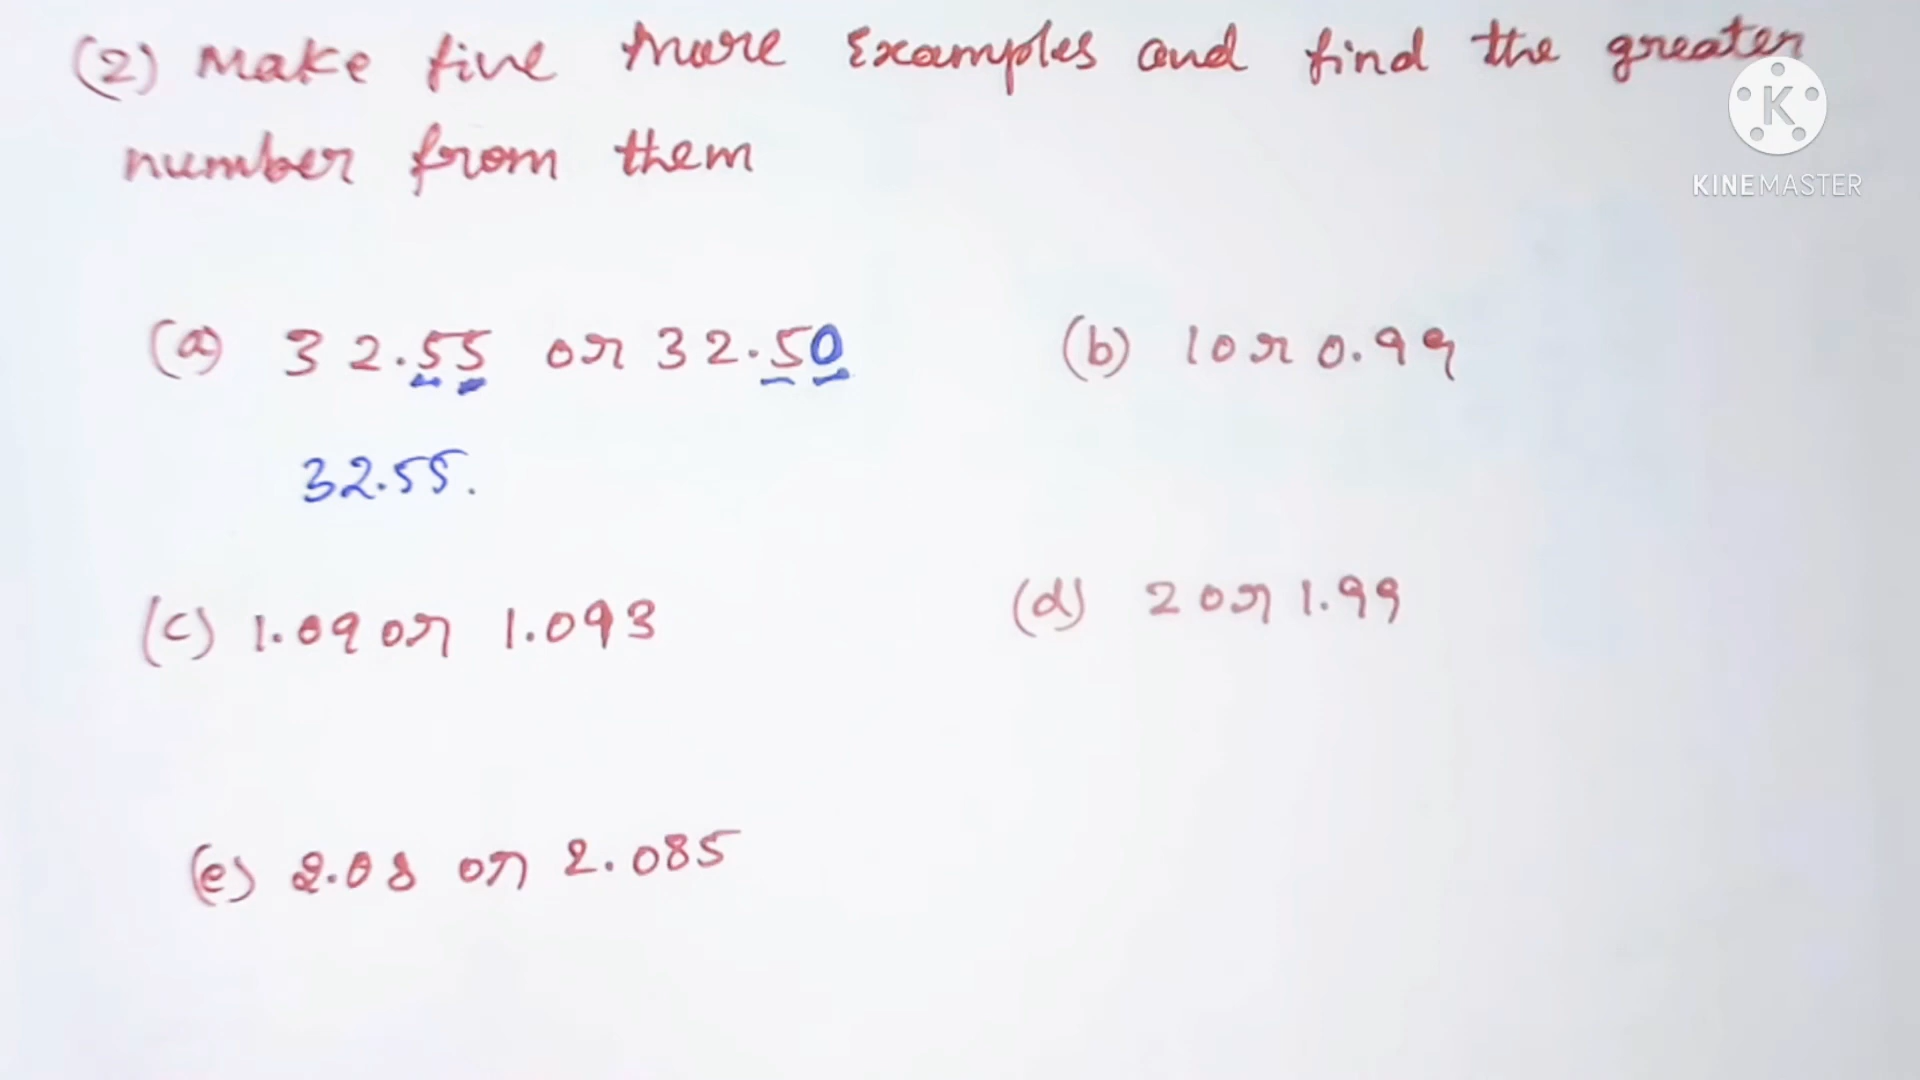 (2) Make five more Examples and find the greater
number from them
KINEMASTER
(a) 32.55 or 32.50
(b) 1 or 0.99
32.55.
(c) 1.09 or 1.093
(d) 2 or 1.99
(e) 2.08 or 2.085